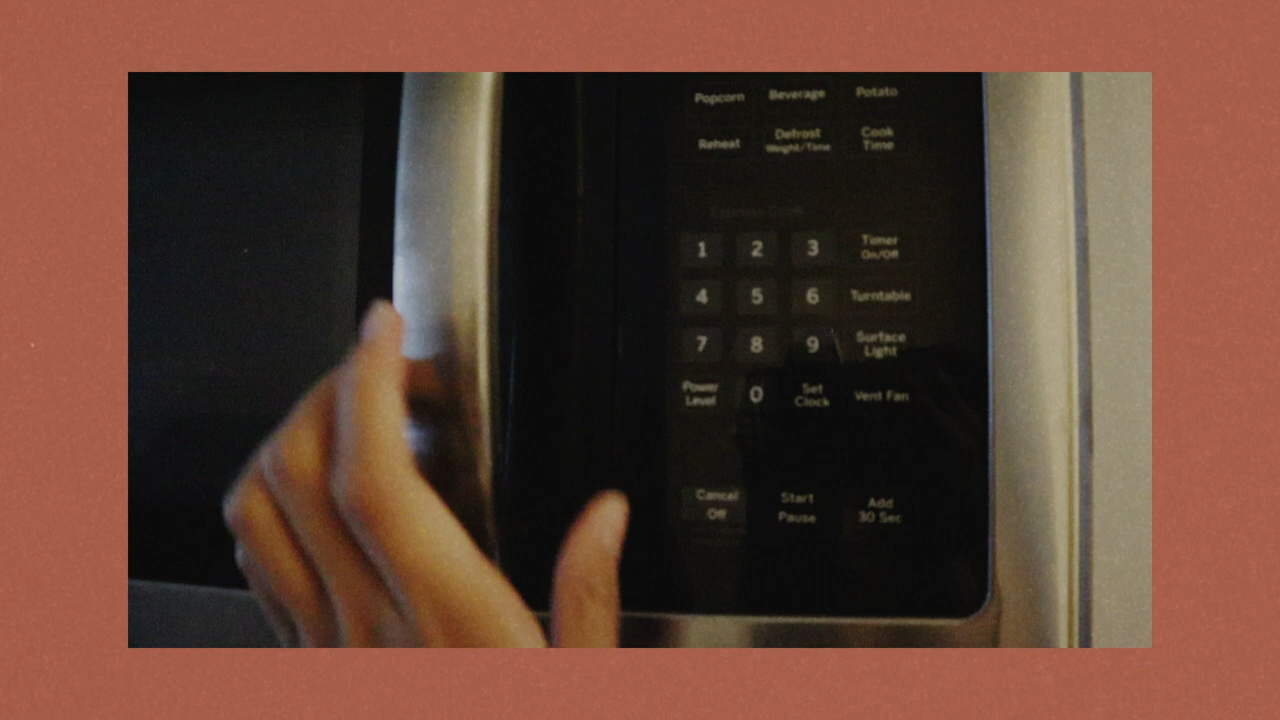 Popcorn Beverage Potato
Reheat Defrost Weight/Time Cook Time
Express Cook
1 2 3 Timer On/Off
4 5 6 Turntable
7 8 9 Surface Light
Power Level 0 Set Clock Vent Fan
Cancel Off Start Pause Add 30 Sec